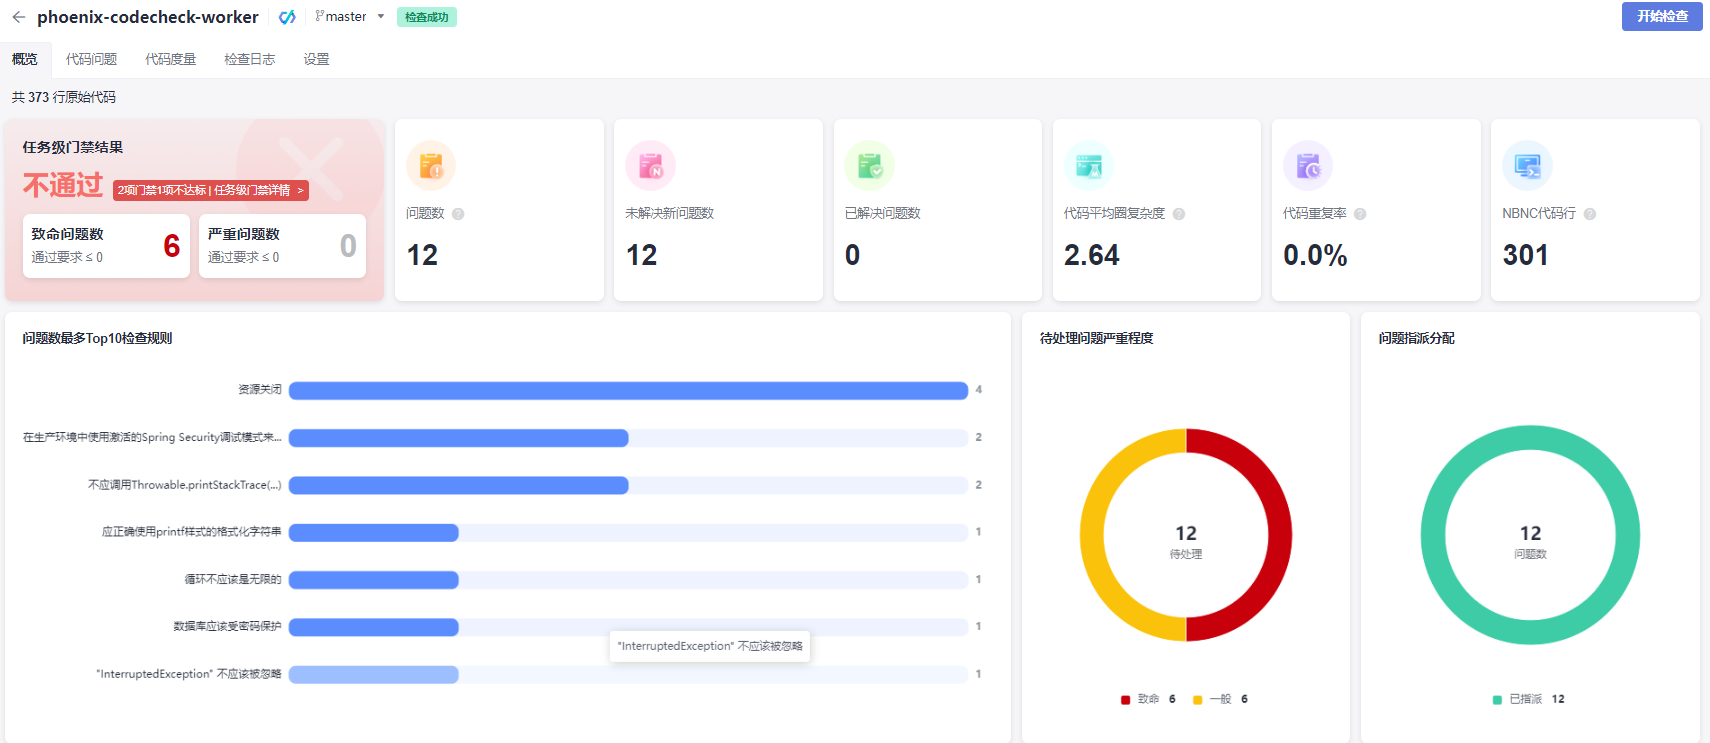 phoenix-codecheck-worker
master
检查成功
开始检查
概览
代码问题
代码度量
检查日志
设置
共 373 行原始代码
任务级门禁结果
不通过
2项门禁1项不达标 | 任务级门禁详情 >
致命问题数
通过要求 ≤ 0
6
严重问题数
通过要求 ≤ 0
0
问题数
12
未解决新问题数
12
已解决问题数
0
代码平均圈复杂度
2.64
代码重复率
0.0%
NBNC代码行
301
问题数最多Top10检查规则
资源关闭 4
在生产环境中使用激活的Spring Security调试模式来... 2
不应调用Throwable.printStackTrace(...) 2
应正确使用printf样式的格式化字符串 1
循环不应该是无限的 1
数据库应该受密码保护 1
"InterruptedException" 不应该被忽略
"InterruptedException" 不应该被忽略 1
待处理问题严重程度
12
待处理
致命 6 一般 6
问题指派分配
12
问题数
已指派 12